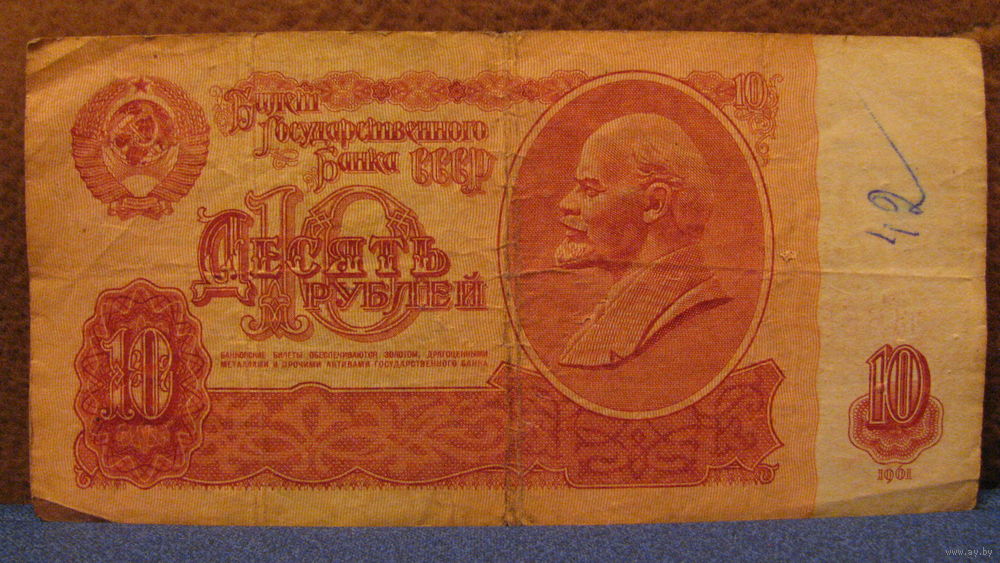 Билет
Государственного
Банка СССР
10
10
Десять
рублей
БАНКОВСКИЕ БИЛЕТЫ ОБЕСПЕЧИВАЮТСЯ ЗОЛОТОМ, ДРАГОЦЕННЫМИ
МЕТАЛЛАМИ И ПРОЧИМИ АКТИВАМИ ГОСУДАРСТВЕННОГО БАНКА
10
10
1961
42
www.ay.by